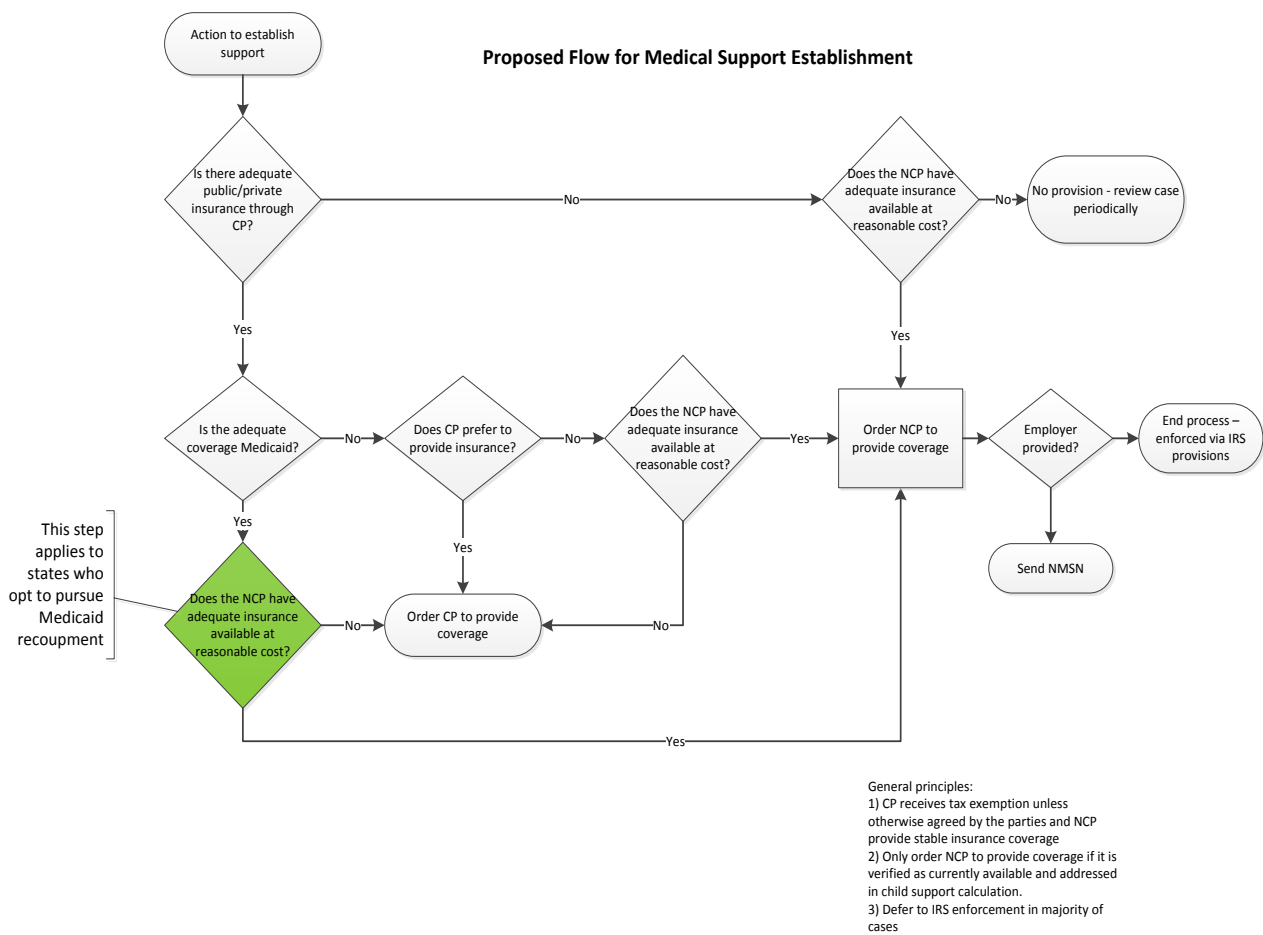 Action to establish
support
Proposed Flow for Medical Support Establishment
Is there adequate
public/private
insurance through
CP?
No
Does the NCP have
adequate insurance
available at
reasonable cost?
No
No provision - review case
periodically
Yes
Yes
Is the adequate
coverage Medicaid?
No
Does CP prefer to
provide insurance?
No
Does the NCP have
adequate insurance
available at
reasonable cost?
Yes
Order NCP to
provide coverage
Employer
provided?
End process –
enforced via IRS
provisions
Yes
Yes
Send NMSN
This step
applies to
states who
opt to pursue
Medicaid
recoupment
Does the NCP have
adequate insurance
available at
reasonable cost?
No
Order CP to provide
coverage
No
Yes
General principles:
1) CP receives tax exemption unless
otherwise agreed by the parties and NCP
provide stable insurance coverage
2) Only order NCP to provide coverage if it is
verified as currently available and addressed
in child support calculation.
3) Defer to IRS enforcement in majority of
cases